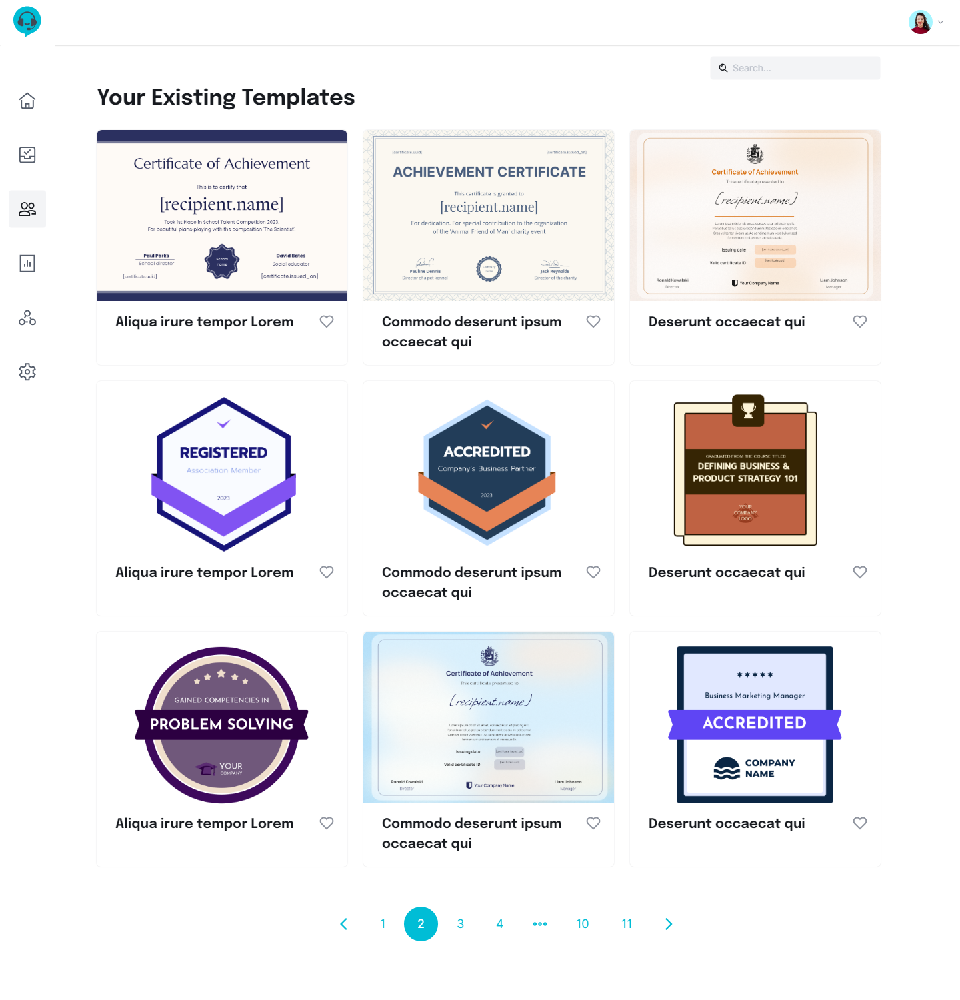 Search...
Your Existing Templates
Certificate of Achievement
This is to certify that
[recipient.name]
Took 1st Place in School Talent Competition 2023.
For beautiful piano playing with the composition 'The Scientist'.
Paul Parks
School director
School
name
David Bates
Social educator
[certificate.uuid]
[certificate.issued_on]
Aliqua irure tempor Lorem
[certificate.uuid]
[certificate.issued_on]
ACHIEVEMENT CERTIFICATE
This certificate is granted to
[recipient.name]
For dedication. For special contribution to the organization
of the 'Animal Friend of Man' charity event
Pauline Dennis
Director of a pet kennel
Company
name
Jack Reynolds
Director of the charity
Commodo deserunt ipsum
occaecat qui
Certificate of Achievement
This certificate presented to
[recipient.name]
Issuing date
[certificate.issued_on]
Valid certificate ID
[certificate.uuid]
Ronald Kowalski
Director
Your Company Name
Liam Johnson
Manager
Deserunt occaecat qui
REGISTERED
Association Member
2023
Aliqua irure tempor Lorem
ACCREDITED
Company's Business Partner
2023
Commodo deserunt ipsum
occaecat qui
GRADUATED FROM THE COURSE TITLED
DEFINING BUSINESS &
PRODUCT STRATEGY 101
YOUR
COMPANY
LOGO
Deserunt occaecat qui
GAINED COMPETENCIES IN
PROBLEM SOLVING
YOUR
COMPANY
Aliqua irure tempor Lorem
Certificate of Achievement
This certificate presented to
[recipient.name]
Issuing date
[certificate.issued_on]
Valid certificate ID
[certificate.uuid]
Ronald Kowalski
Director
Your Company Name
Liam Johnson
Manager
Commodo deserunt ipsum
occaecat qui
Business Marketing Manager
ACCREDITED
COMPANY
NAME
Deserunt occaecat qui
1 2 3 4 ••• 10 11